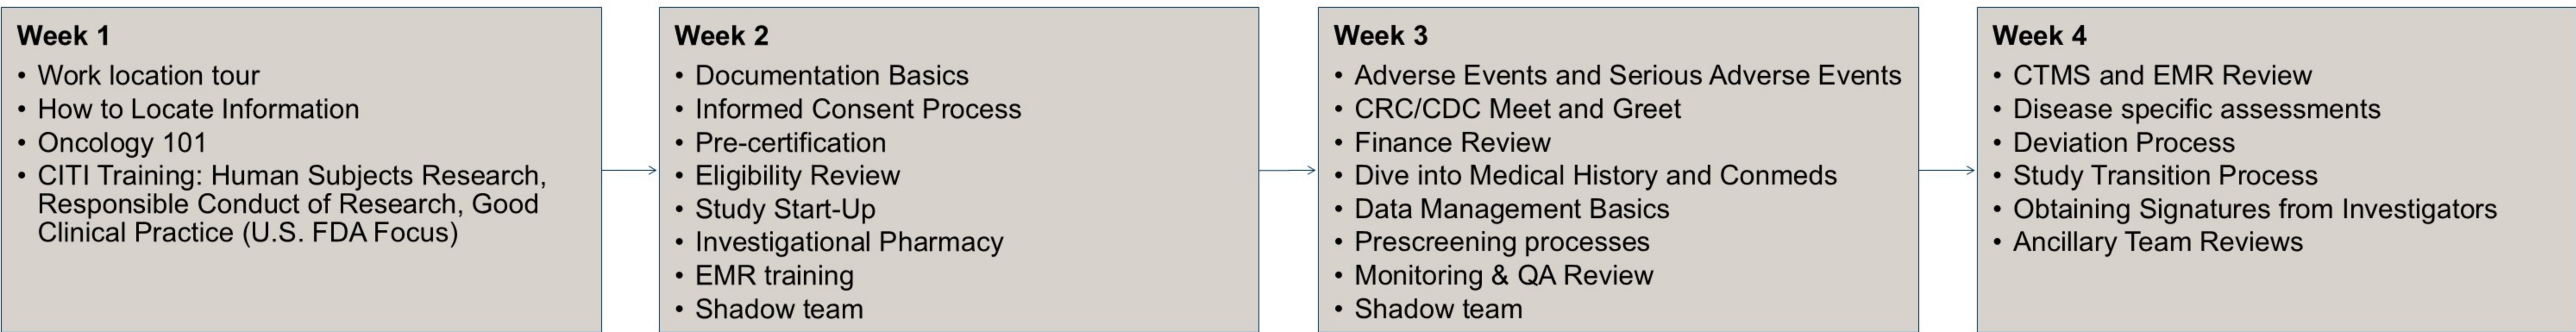 Week 1
• Work location tour
• How to Locate Information
• Oncology 101
• CITI Training: Human Subjects Research,
Responsible Conduct of Research, Good
Clinical Practice (U.S. FDA Focus)
Week 2
• Documentation Basics
• Informed Consent Process
• Pre-certification
• Eligibility Review
• Study Start-Up
• Investigational Pharmacy
• EMR training
• Shadow team
Week 3
• Adverse Events and Serious Adverse Events
• CRC/CDC Meet and Greet
• Finance Review
• Dive into Medical History and Conmeds
• Data Management Basics
• Prescreening processes
• Monitoring & QA Review
• Shadow team
Week 4
• CTMS and EMR Review
• Disease specific assessments
• Deviation Process
• Study Transition Process
• Obtaining Signatures from Investigators
• Ancillary Team Reviews